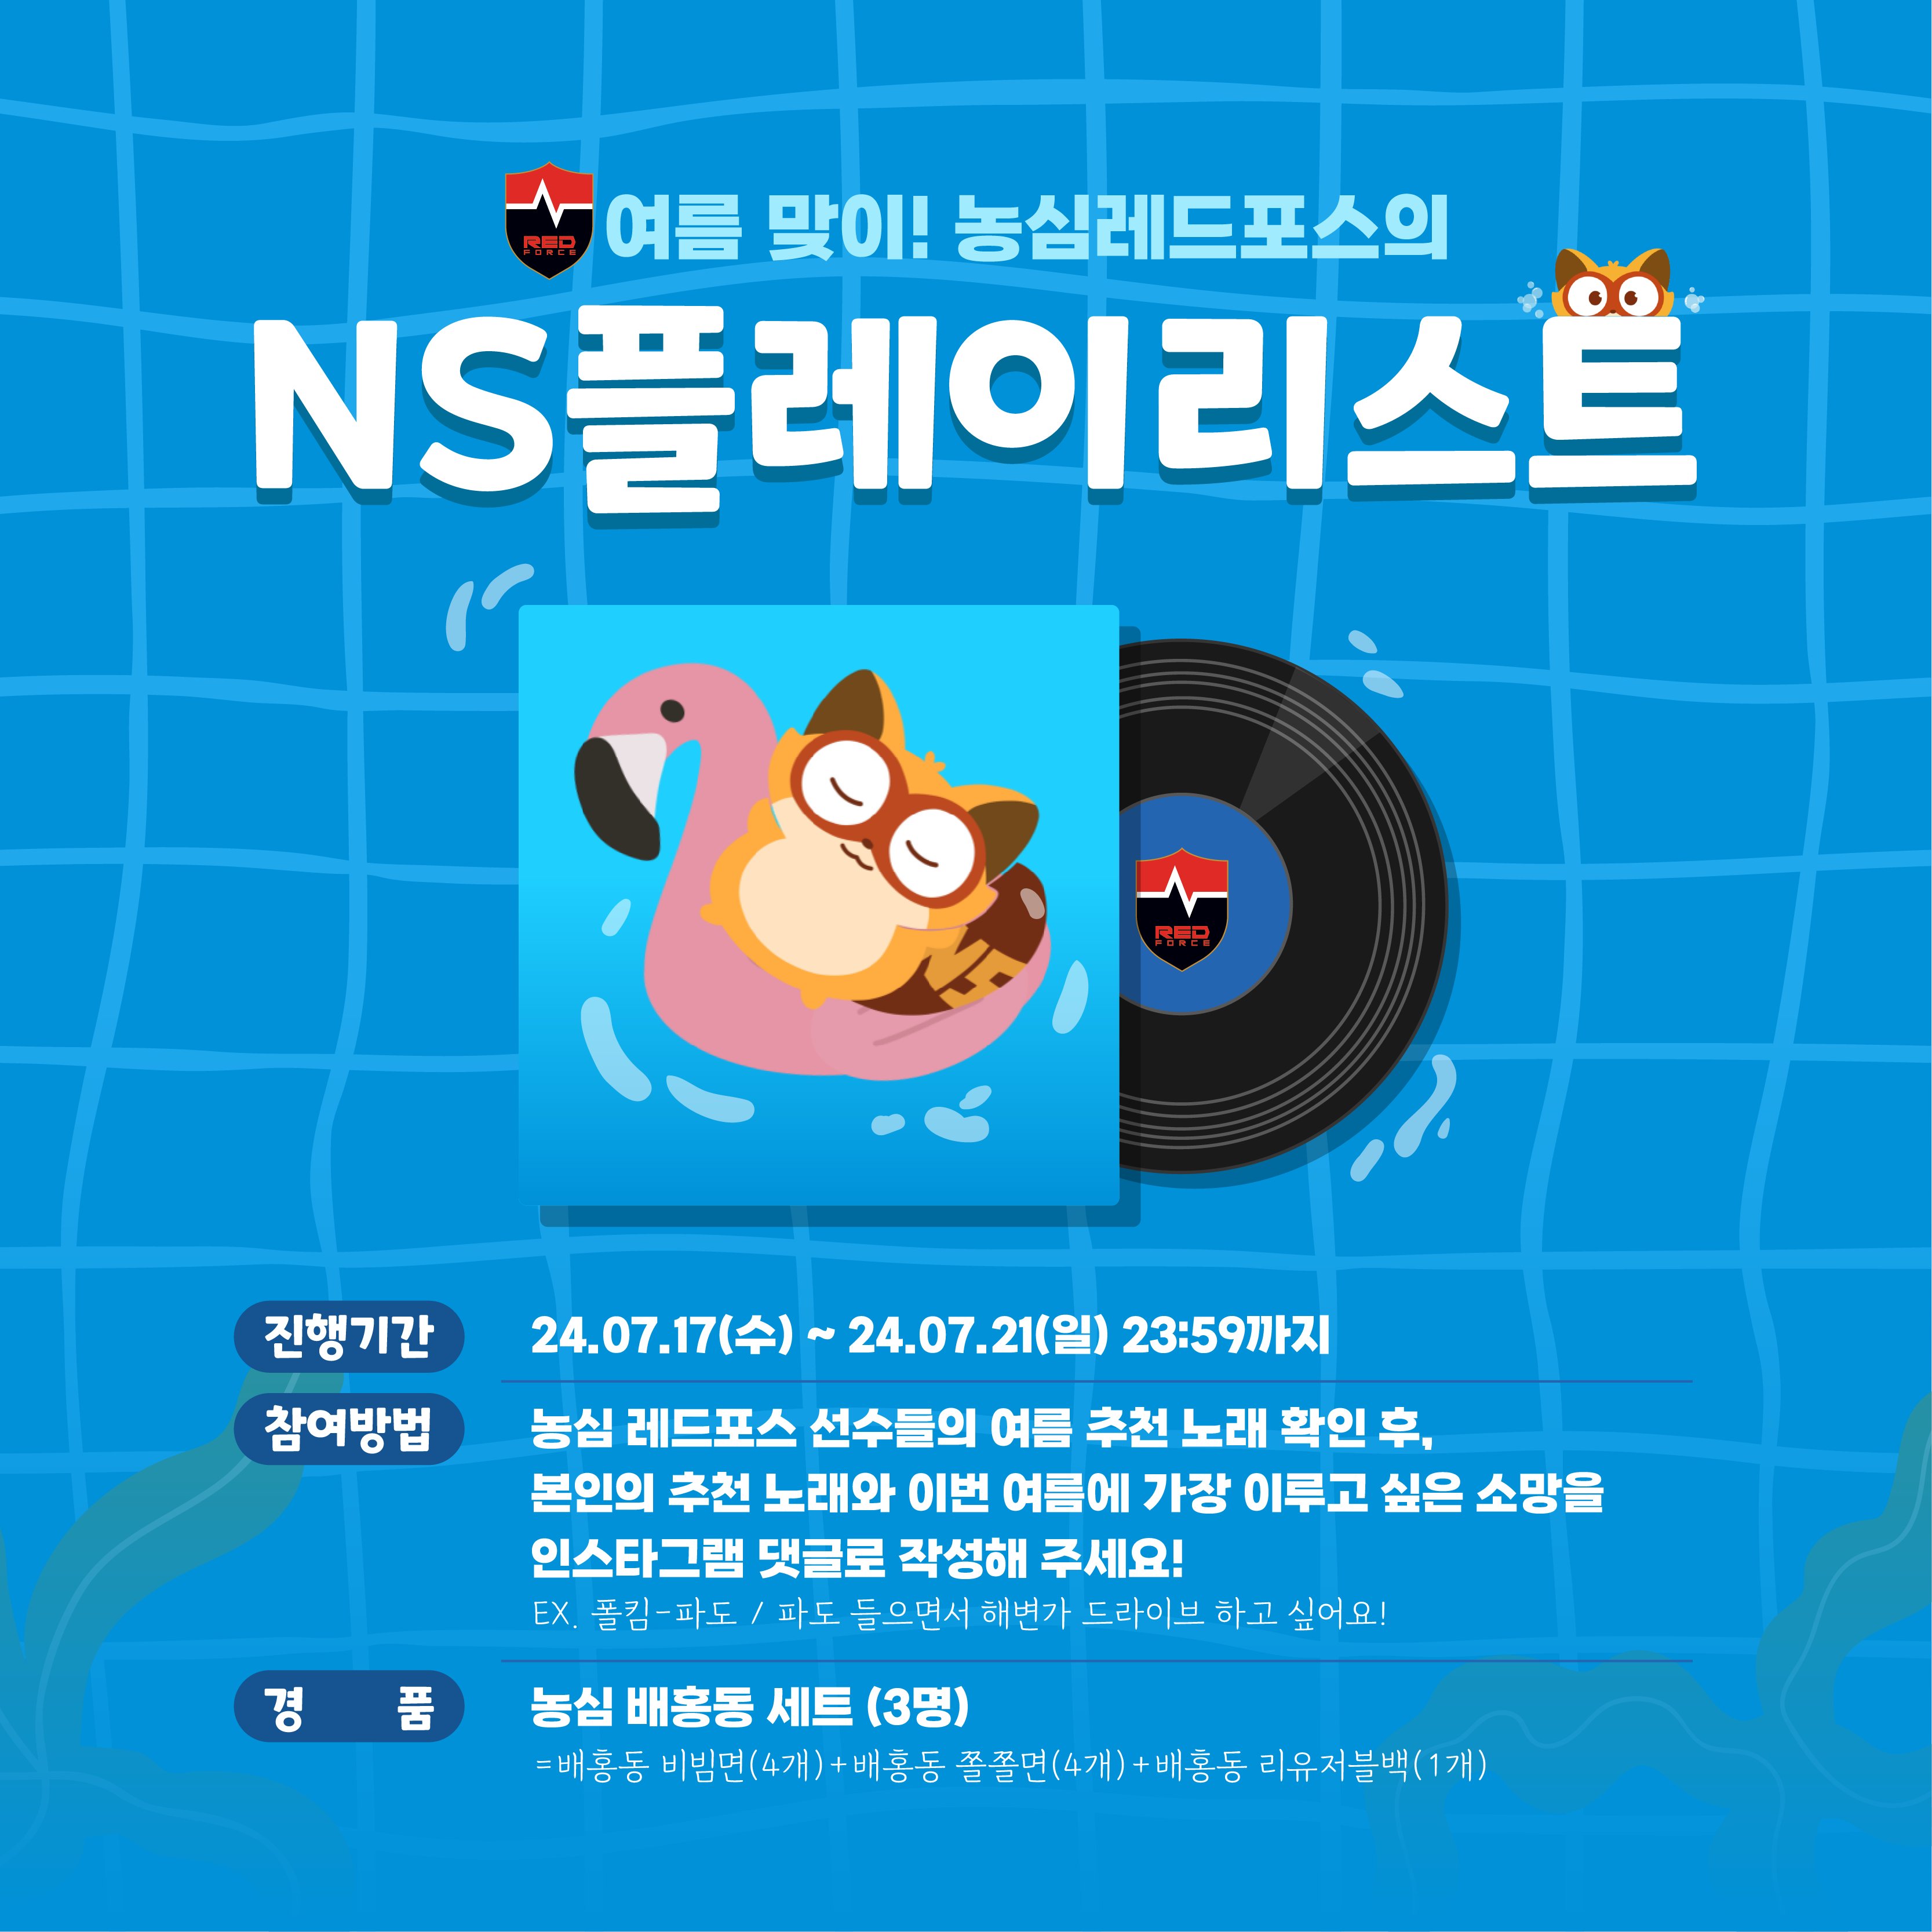 RED
FORCE
여름 맞이! 농심레드포스의
NS플레이리스트
RED
FORCE
진행기간
24.07.17(수) ~ 24.07.21(일) 23:59까지
참여방법
농심 레드포스 선수들의 여름 추천 노래 확인 후,
본인의 추천 노래와 이번 여름에 가장 이루고 싶은 소망을
인스타그램 댓글로 작성해 주세요!
EX. 폴킴-파도 / 파도 들으면서 해변가 드라이브 하고 싶어요!
경 품
농심 배홍동 세트 (3명)
=배홍동 비빔면(4개)+배홍동 쫄쫄면(4개)+배홍동 리유저블백(1개)